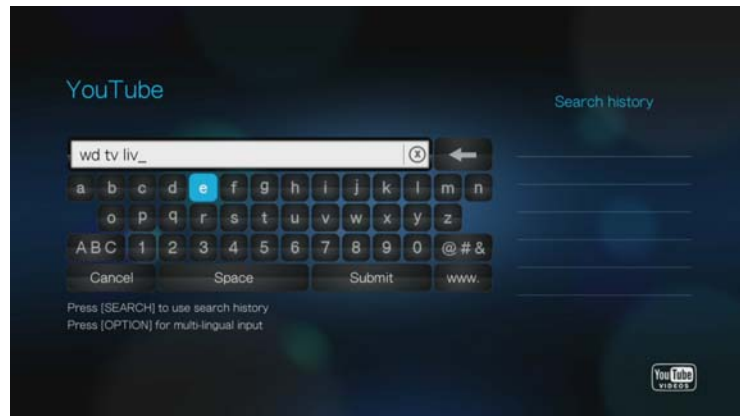 YouTube
Search history
wd tv liv_
a b c d e f g h i j k l m n
o p q r s t u v w x y z
ABC 1 2 3 4 5 6 7 8 9 0 @#&
Cancel Space Submit www.
Press [SEARCH] to use search history
Press [OPTION] for multi-lingual input
You Tube
VIDEOS